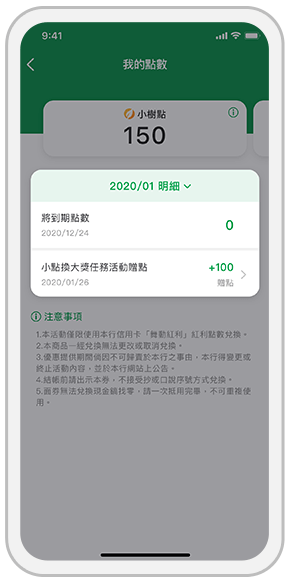 9:41
我的點數
小樹點
150
2020/01 明細
將到期點數
0
2020/12/24
小點換大獎任務活動贈點
+100
2020/01/26
贈點
注意事項
1.本活動僅限使用本行信用卡「舞動紅利」紅利點數兌換。
2.本商品一經兌換無法更改或取消兌換。
3.優惠提供期間倘因不可歸責於本行之事由，本行得變更或
終止活動內容，並於本行網站上公告。
4.結帳前請出示本券，不接受抄或口說序號方式兌換。
5.面券無法兌換現金與找零，請一次抵用完畢，不可重複使
用。